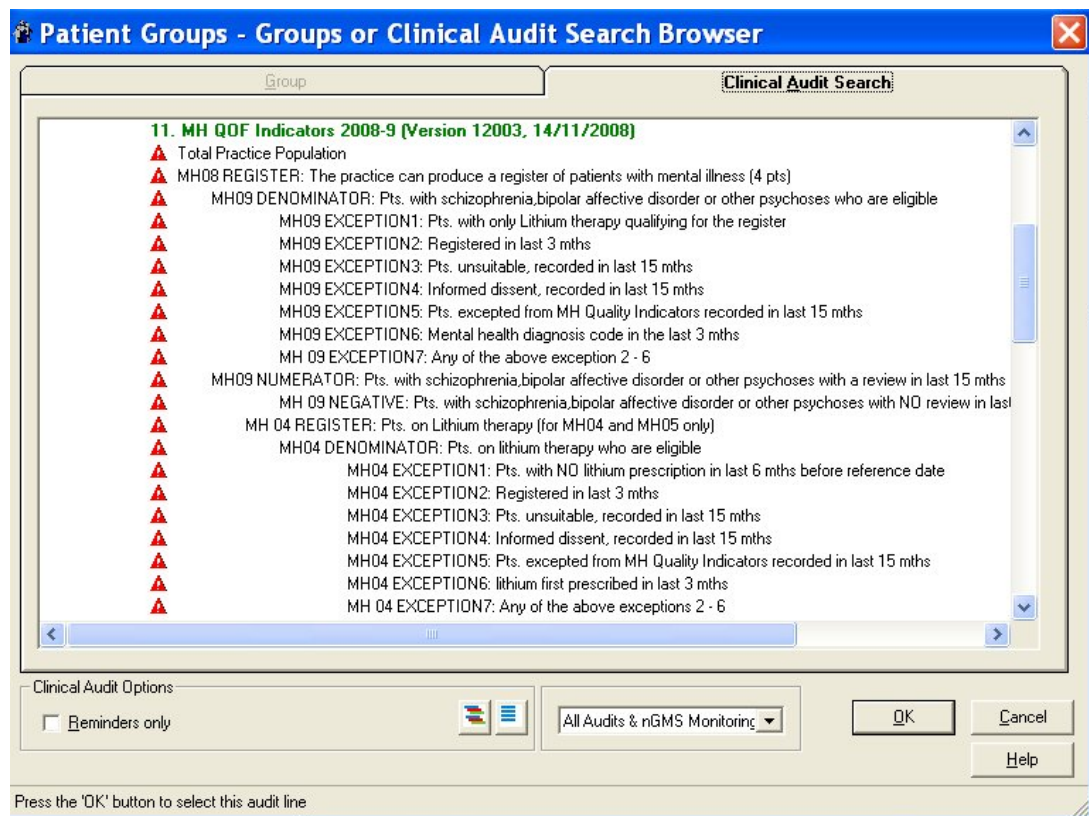 Patient Groups - Groups or Clinical Audit Search Browser
Group
Clinical Audit Search
11. MH QOF Indicators 2008-9 (Version 12003, 14/11/2008)
Total Practice Population
MH08 REGISTER: The practice can produce a register of patients with mental illness (4 pts)
MH09 DENOMINATOR: Pts. with schizophrenia,bipolar affective disorder or other psychoses who are eligible
MH09 EXCEPTION1: Pts. with only Lithium therapy qualifying for the register
MH09 EXCEPTION2: Registered in last 3 mths
MH09 EXCEPTION3: Pts. unsuitable, recorded in last 15 mths
MH09 EXCEPTION4: Informed dissent, recorded in last 15 mths
MH09 EXCEPTION5: Pts. excepted from MH Quality Indicators recorded in last 15 mths
MH09 EXCEPTION6: Mental health diagnosis code in the last 3 mths
MH 09 EXCEPTION7: Any of the above exception 2 - 6
MH09 NUMERATOR: Pts. with schizophrenia,bipolar affective disorder or other psychoses with a review in last 15 mths
MH 09 NEGATIVE: Pts. with schizophrenia,bipolar affective disorder or other psychoses with NO review in last
MH 04 REGISTER: Pts. on Lithium therapy (for MH04 and MH05 only)
MH04 DENOMINATOR: Pts. on lithium therapy who are eligible
MH04 EXCEPTION1: Pts. with NO lithium prescription in last 6 mths before reference date
MH04 EXCEPTION2: Registered in last 3 mths
MH04 EXCEPTION3: Pts. unsuitable, recorded in last 15 mths
MH04 EXCEPTION4: Informed dissent, recorded in last 15 mths
MH04 EXCEPTION5: Pts. excepted from MH Quality Indicators recorded in last 15 mths
MH04 EXCEPTION6: lithium first prescribed in last 3 mths
MH 04 EXCEPTION7: Any of the above exceptions 2 - 6
Clinical Audit Options
Reminders only
All Audits & nGMS Monitoring
OK
Cancel
Help
Press the 'OK' button to select this audit line